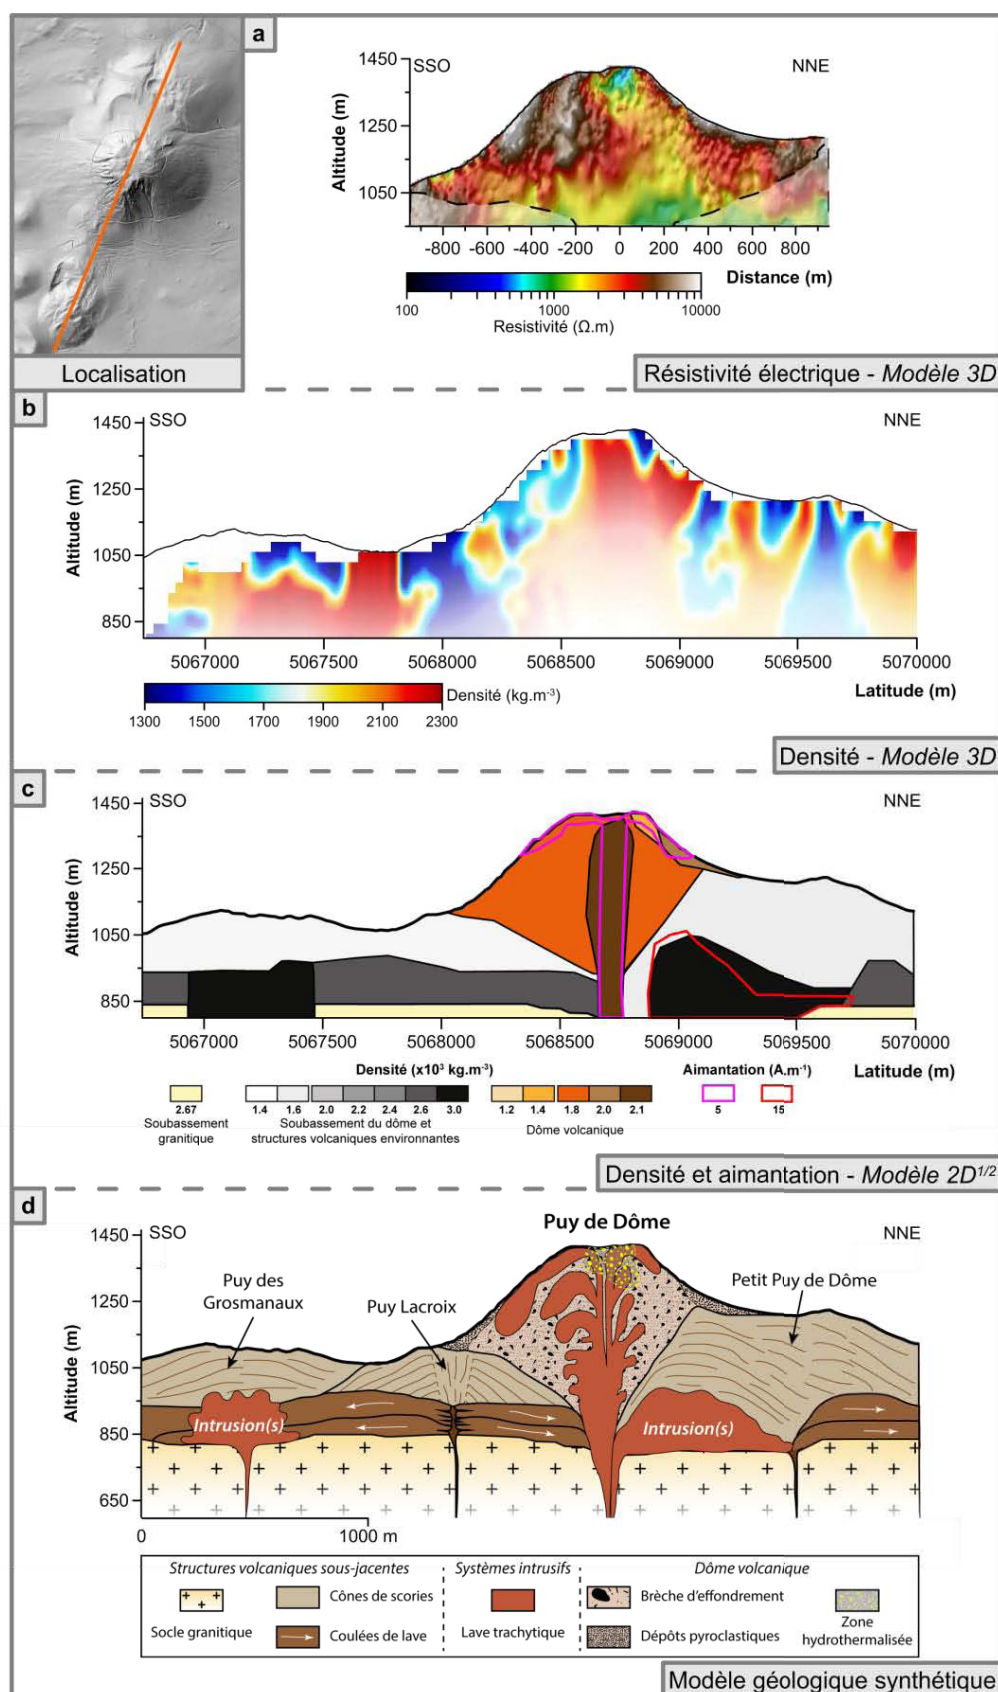 a
Localisation
SSO
NNE
1450
1250
1050
Altitude (m)
-800 -600 -400 -200 0 200 400 600 800
Distance (m)
100 1000 10000
Resistivité (Ω.m)
Résistivité électrique - Modèle 3D
b
SSO
NNE
1450
1250
1050
850
Altitude (m)
5067000 5067500 5068000 5068500 5069000 5069500 5070000
Latitude (m)
Densité (kg.m⁻³)
1300 1500 1700 1900 2100 2300
Densité - Modèle 3D
c
SSO
NNE
1450
1250
1050
850
Altitude (m)
5067000 5067500 5068000 5068500 5069000 5069500 5070000
Latitude (m)
Densité (x10³ kg.m⁻³)
Aimantation (A.m⁻¹)
2.67 1.4 1.6 2.0 2.2 2.4 2.6 3.0 1.2 1.4 1.8 2.0 2.1 5 15
Soubassement
granitique
Soubassement du dôme et
structures volcaniques environnantes
Dôme volcanique
Densité et aimantation - Modèle 2D1/2
d
SSO
Puy de Dôme
NNE
1450
1250
1050
850
650
Altitude (m)
Puy des
Grosmanaux
Puy Lacroix
Petit Puy de Dôme
Intrusion(s)
Intrusion(s)
0 1000 m
Structures volcaniques sous-jacentes
Socle granitique
Cônes de scories
Coulées de lave
Systèmes intrusifs
Lave trachytique
Dôme volcanique
Brèche d'effondrement
Dépôts pyroclastiques
Zone
hydrothermalisée
Modèle géologique synthétique